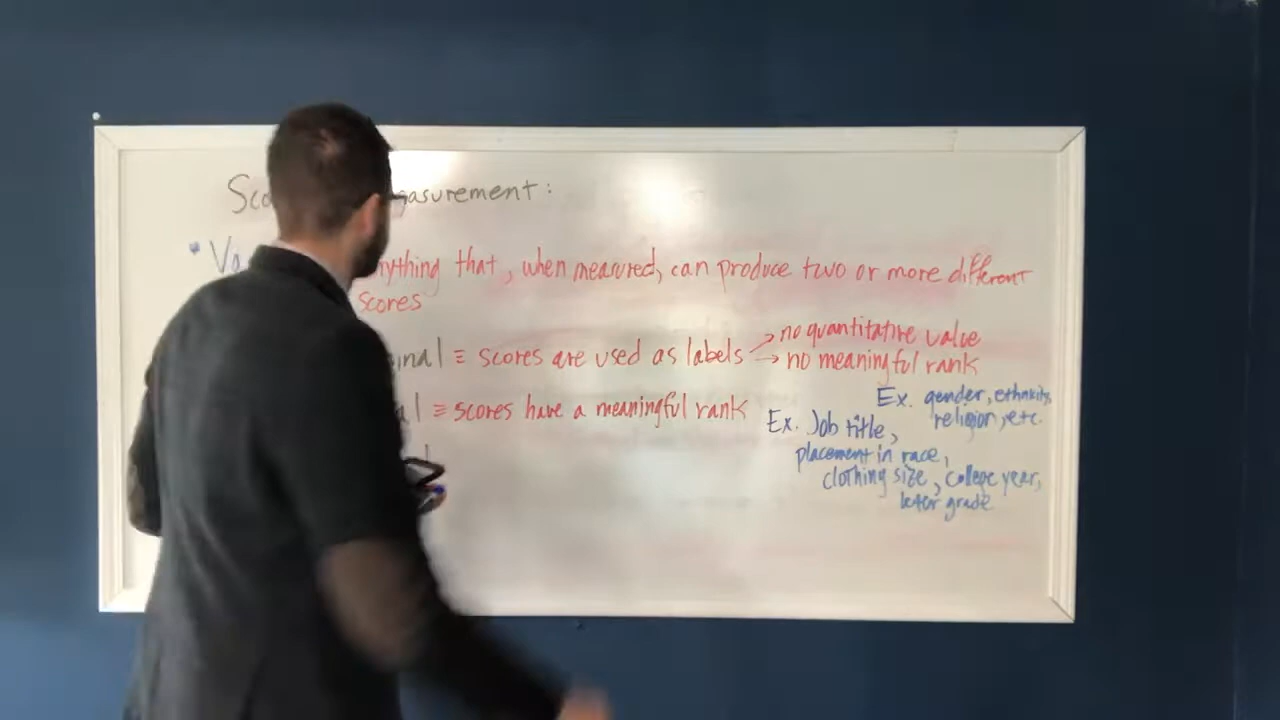 Sco asurement:
• Va ything that, when measured, can produce two or more different
scores
inal ≡ scores are used as labels → no quantitative value
→ no meaningful rank
al ≡ scores have a meaningful rank
Ex. gender, ethnicity,
religion, etc.
Ex. Job title,
placement in race,
clothing size, college year,
letter grade